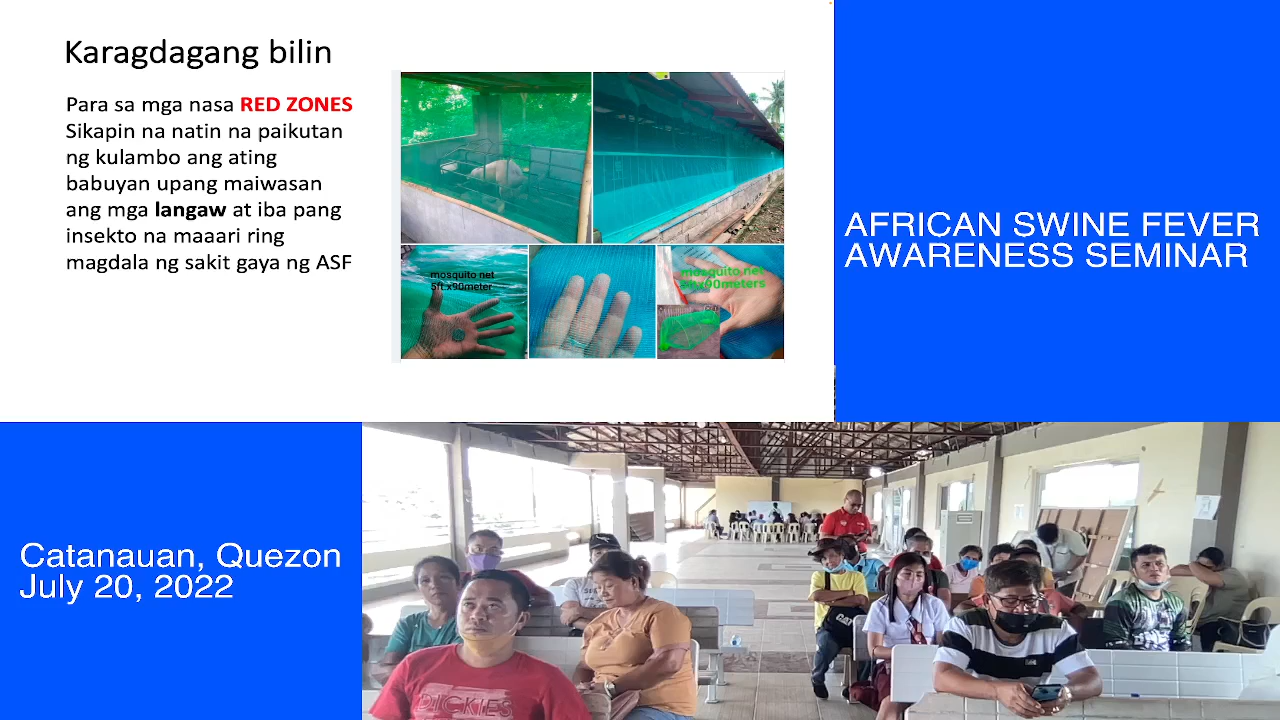 Karagdagang bilin
Para sa mga nasa RED ZONES
Sikapin na natin na paikutan
ng kulambo ang ating
babuyan upang maiwasan
ang mga langaw at iba pang
insekto na maaari ring
magdala ng sakit gaya ng ASF
mosquito net
5ft.x90meter
mosquito net
5ftx90meters
AFRICAN SWINE FEVER
AWARENESS SEMINAR
Catanauan, Quezon
July 20, 2022
DICKIES
CAT